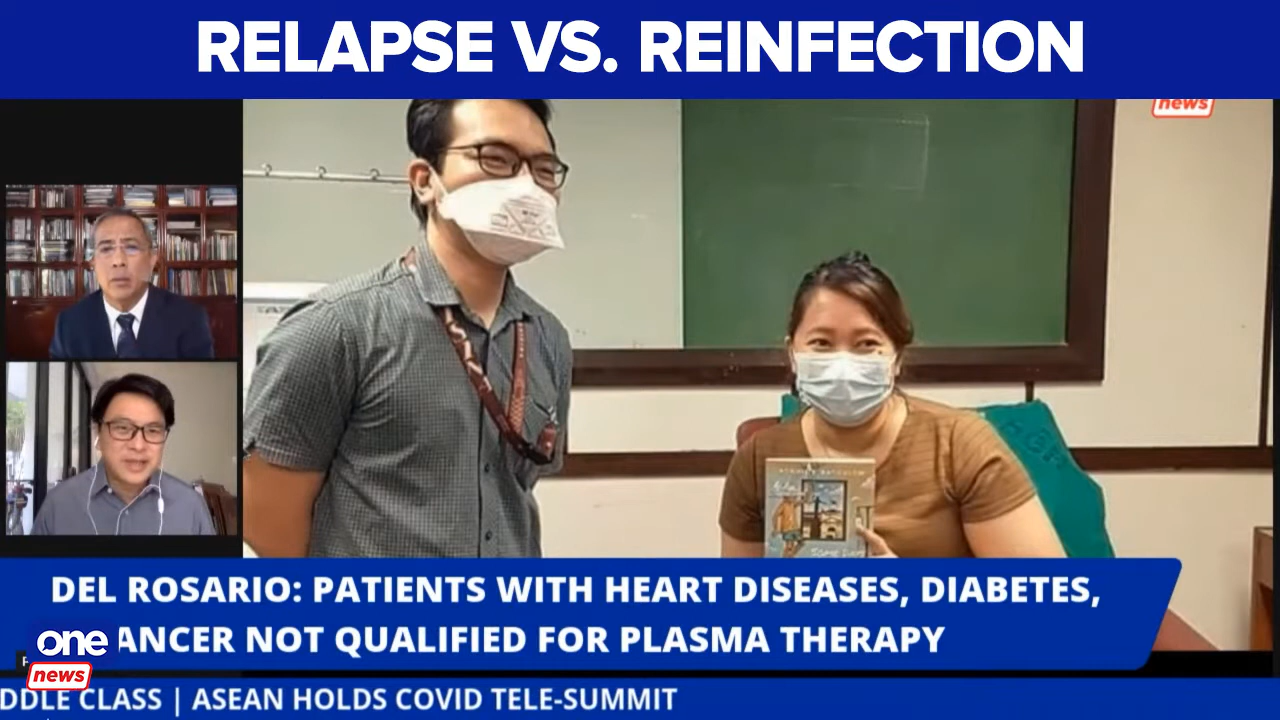 RELAPSE VS. REINFECTION
news
DEL ROSARIO: PATIENTS WITH HEART DISEASES, DIABETES,
ANCER NOT QUALIFIED FOR PLASMA THERAPY
one
news
DDLE CLASS | ASEAN HOLDS COVID TELE-SUMMIT